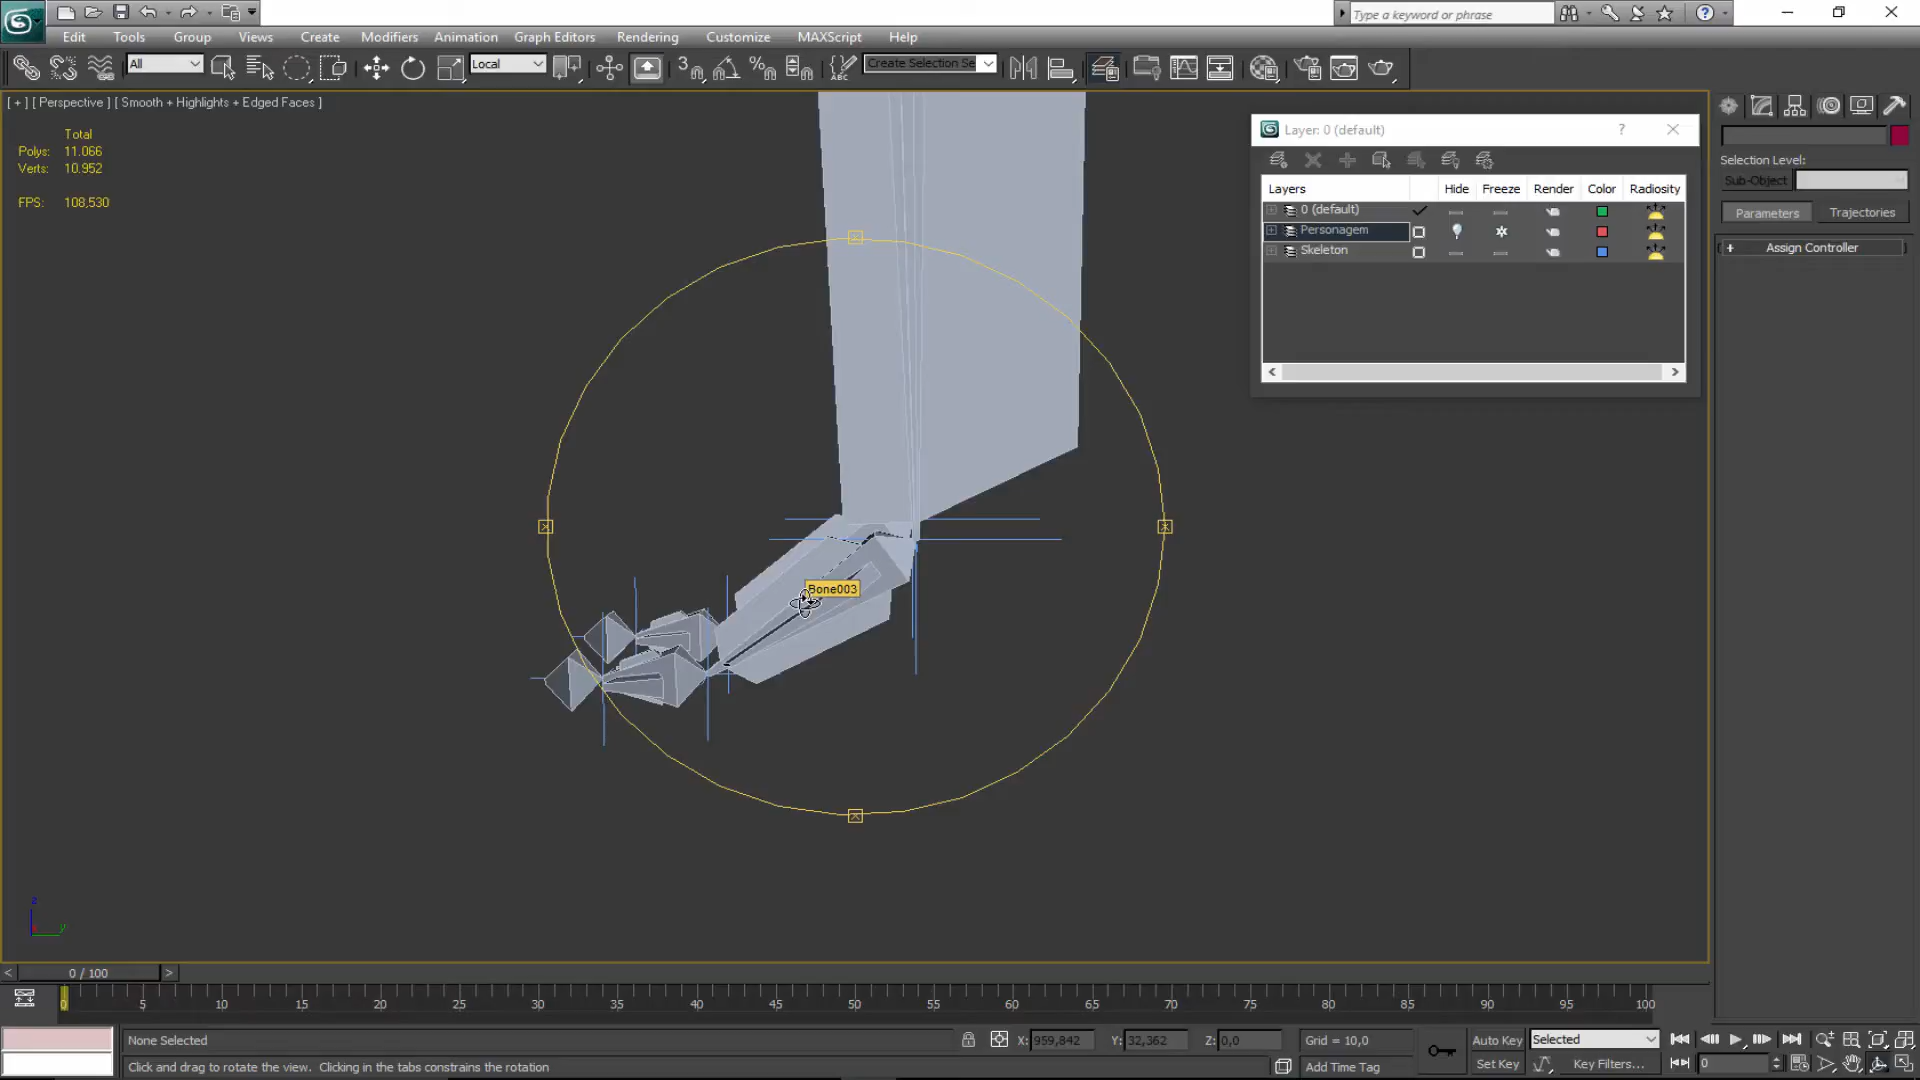 Type a keyword or phrase
Edit Tools Group Views Create Modifiers Animation Graph Editors Rendering Customize MAXScript Help
All Local Create Selection Se
[ + ] [ Perspective ] [ Smooth + Highlights + Edged Faces ]
Total
Polys: 11.066
Verts: 10.952
FPS: 108,530
Layer: 0 (default)
Layers Hide Freeze Render Color Radiosity
0 (default)
Personagem
Skeleton
Selection Level:
Sub-Object
Parameters Trajectories
+ Assign Controller
Bone003
z
y
0 / 100
0 5 10 15 20 25 30 35 40 45 50 55 60 65 70 75 80 85 90 95 100
None Selected X: 959,842 Y: 32,362 Z: 0,0 Grid = 10,0 Auto Key Selected
Click and drag to rotate the view. Clicking in the tabs constrains the rotation Add Time Tag Set Key Key Filters... 0